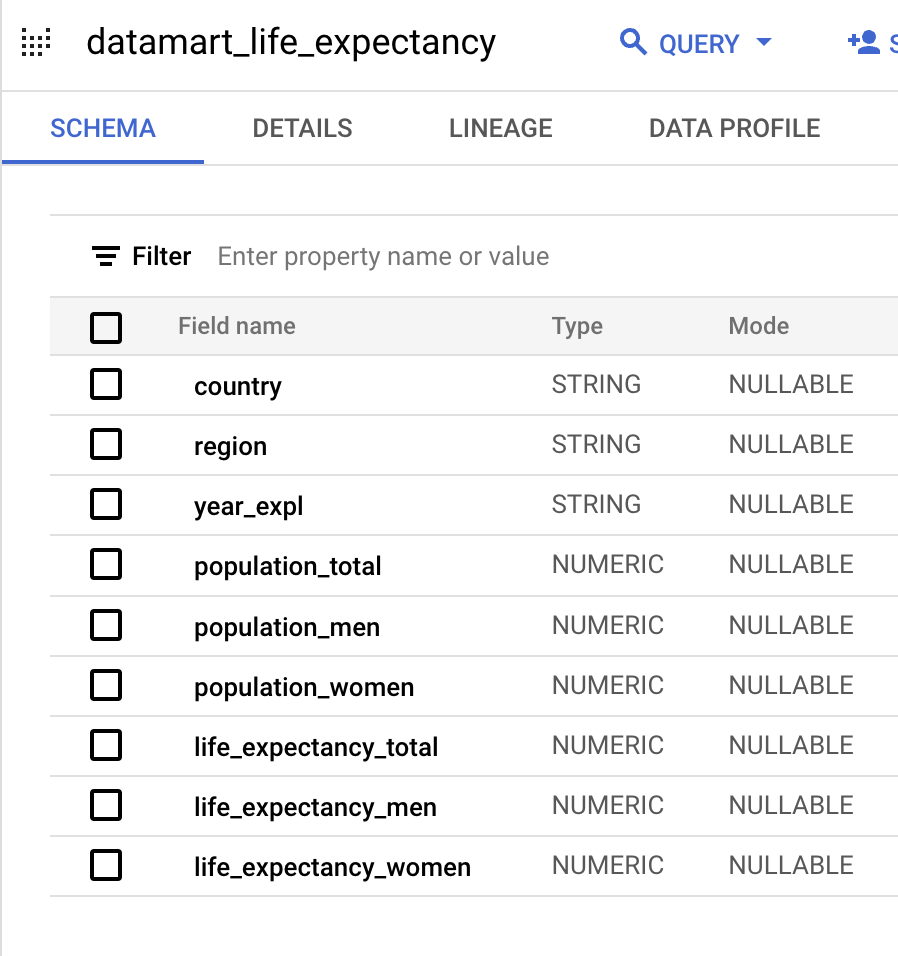 datamart_life_expectancy QUERY
SCHEMA DETAILS LINEAGE DATA PROFILE
Filter Enter property name or value
Field name Type Mode
country STRING NULLABLE
region STRING NULLABLE
year_expl STRING NULLABLE
population_total NUMERIC NULLABLE
population_men NUMERIC NULLABLE
population_women NUMERIC NULLABLE
life_expectancy_total NUMERIC NULLABLE
life_expectancy_men NUMERIC NULLABLE
life_expectancy_women NUMERIC NULLABLE